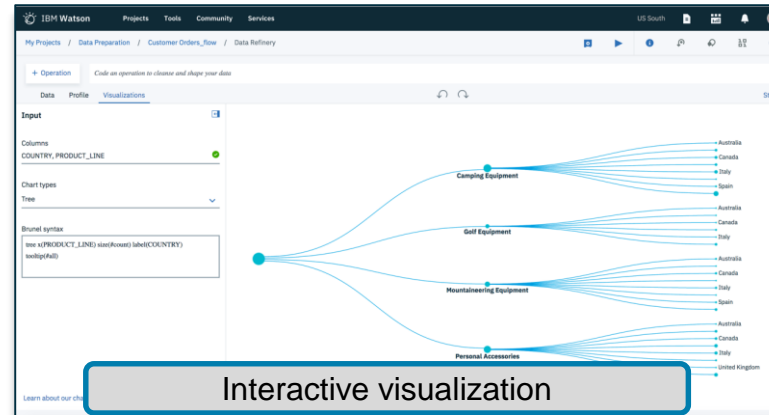 IBM Watson Projects Tools Community Services US South
My Projects / Data Preparation / Customer Orders_flow / Data Refinery
+ Operation Code an operation to cleanse and shape your data
Data Profile Visualizations
Input
Columns
COUNTRY, PRODUCT_LINE
Chart types
Tree
Brunel syntax
tree x(PRODUCT_LINE) size(#count) label(COUNTRY)
tooltip(#all)
Camping Equipment
Golf Equipment
Mountaineering Equipment
Personal Accessories
Australia
Canada
Italy
Spain
Australia
Canada
Italy
Australia
Canada
Italy
Spain
Australia
Canada
Italy
United Kingdom
Learn about our cha
Interactive visualization